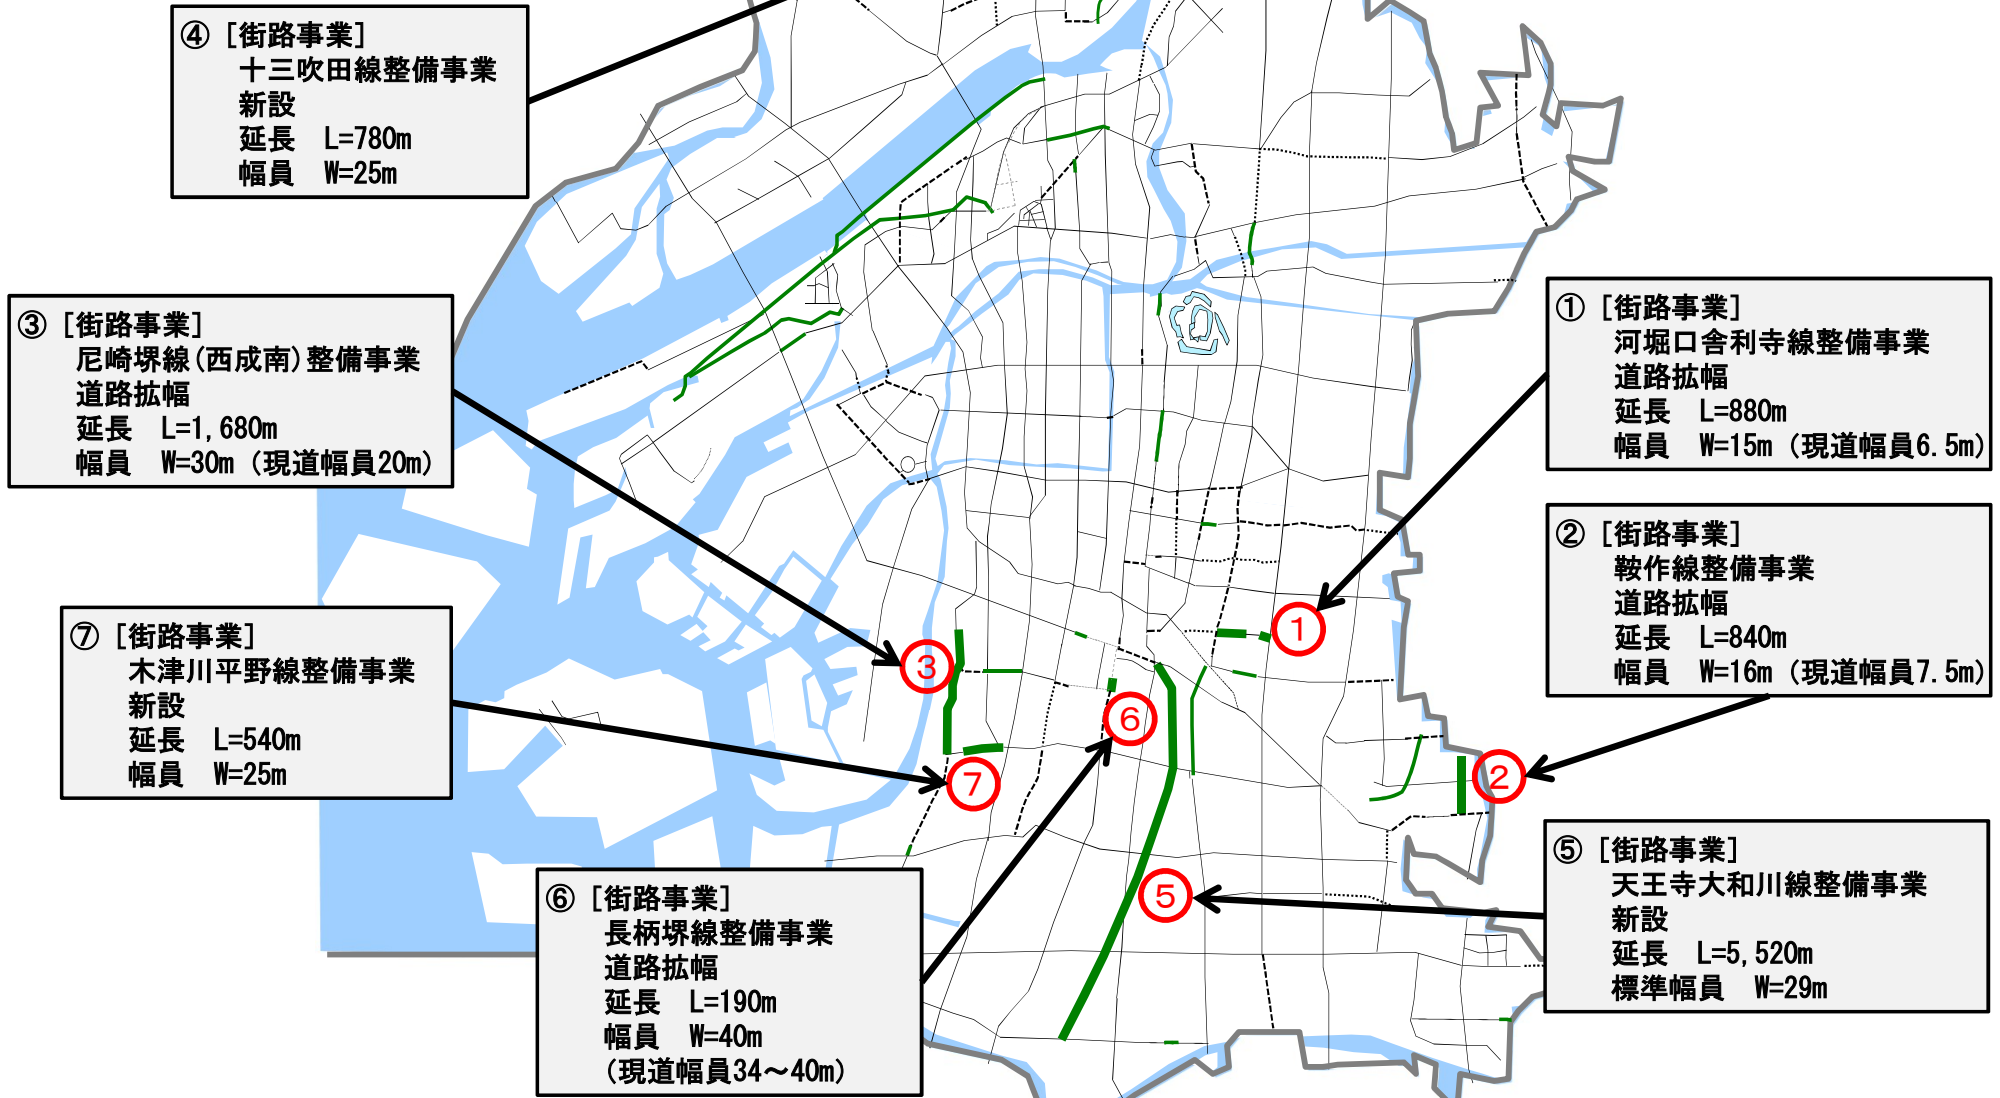 ④ [街路事業]
十三吹田線整備事業
新設
延長 L=780m
幅員 W=25m
③ [街路事業]
尼崎堺線(西成南)整備事業
道路拡幅
延長 L=1,680m
幅員 W=30m (現道幅員20m)
⑦ [街路事業]
木津川平野線整備事業
新設
延長 L=540m
幅員 W=25m
⑥ [街路事業]
長柄堺線整備事業
道路拡幅
延長 L=190m
幅員 W=40m
(現道幅員34～40m)
① [街路事業]
河堀口舎利寺線整備事業
道路拡幅
延長 L=880m
幅員 W=15m (現道幅員6.5m)
② [街路事業]
鞍作線整備事業
道路拡幅
延長 L=840m
幅員 W=16m (現道幅員7.5m)
⑤ [街路事業]
天王寺大和川線整備事業
新設
延長 L=5,520m
標準幅員 W=29m
①
③
⑥
⑦
②
⑤